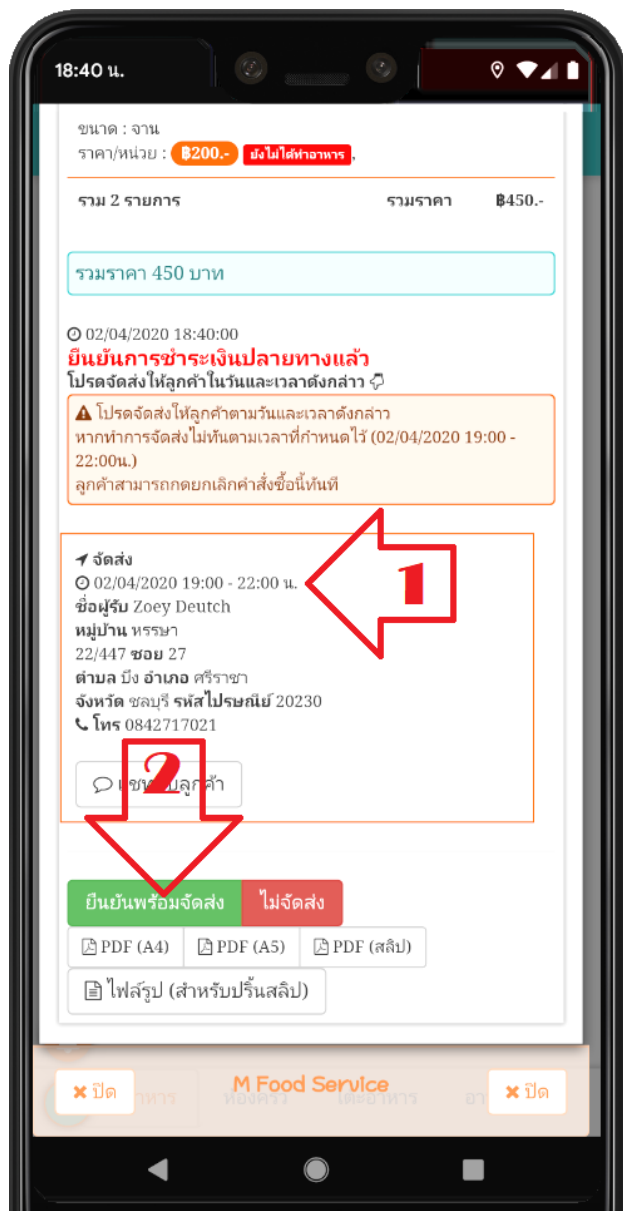 18:40 น.
ขนาด : จาน
ราคา/หน่วย : ฿200.- ยังไม่ได้ทำอาหาร ,
รวม 2 รายการ รวมราคา ฿450.-
รวมราคา 450 บาท
02/04/2020 18:40:00
ยืนยันการชำระเงินปลายทางแล้ว
โปรดจัดส่งให้ลูกค้าในวันและเวลาดังกล่าว
โปรดจัดส่งให้ลูกค้าตามวันและเวลาดังกล่าว
หากทำการจัดส่งไม่ทันตามเวลาที่กำหนดไว้ (02/04/2020 19:00 -
22:00น.)
ลูกค้าสามารถกดยกเลิกคำสั่งซื้อนี้ทันที
จัดส่ง
02/04/2020 19:00 - 22:00 น.
1
ชื่อผู้รับ Zoey Deutch
หมู่บ้าน หรรษา
22/447 ซอย 27
ตำบล บึง อำเภอ ศรีราชา
จังหวัด ชลบุรี รหัสไปรษณีย์ 20230
โทร 0842717021
2
ลูกค้า
ยืนยันพร้อมจัดส่ง ไม่จัดส่ง
PDF (A4) PDF (A5) PDF (สลิป)
ไฟล์รูป (สำหรับปริ้นสลิป)
ปิด M Food Service ปิด
ห้องครัว โต๊ะอาหาร